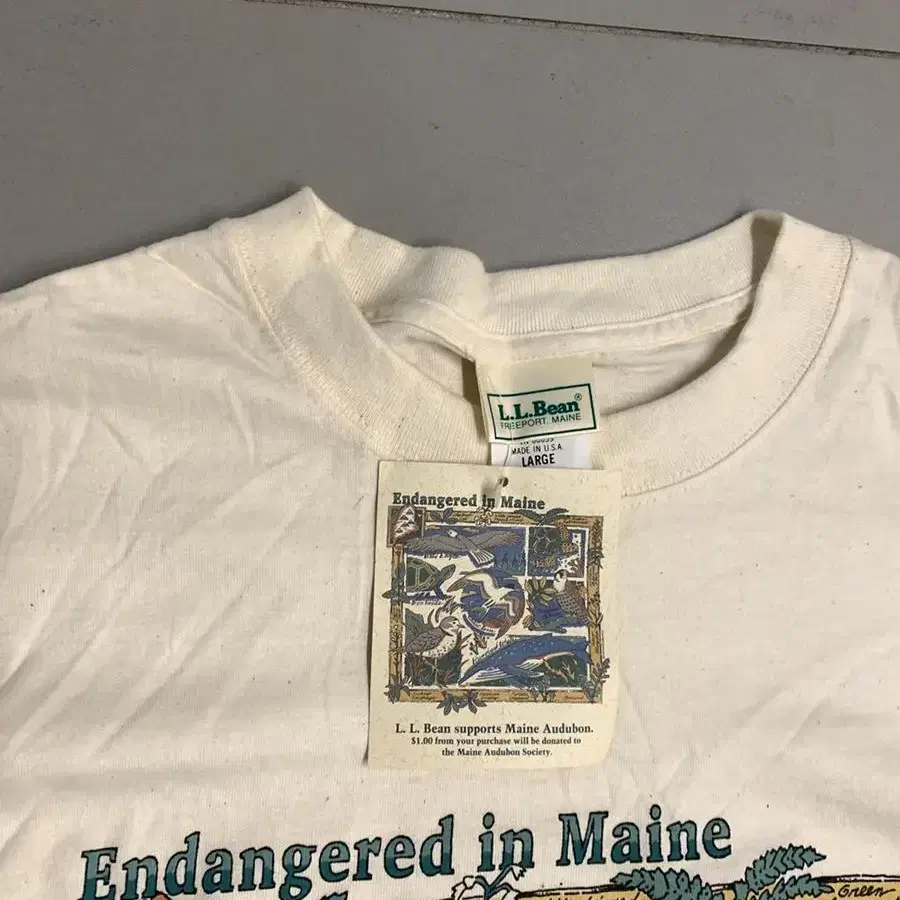 L.L.Bean®
FREEPORT, MAINE
MADE IN U.S.A.
LARGE
Endangered in Maine
L. L. Bean supports Maine Audubon.
$1.00 from your purchase will be donated to
the Maine Audubon Society.
Endangered in Maine
Green